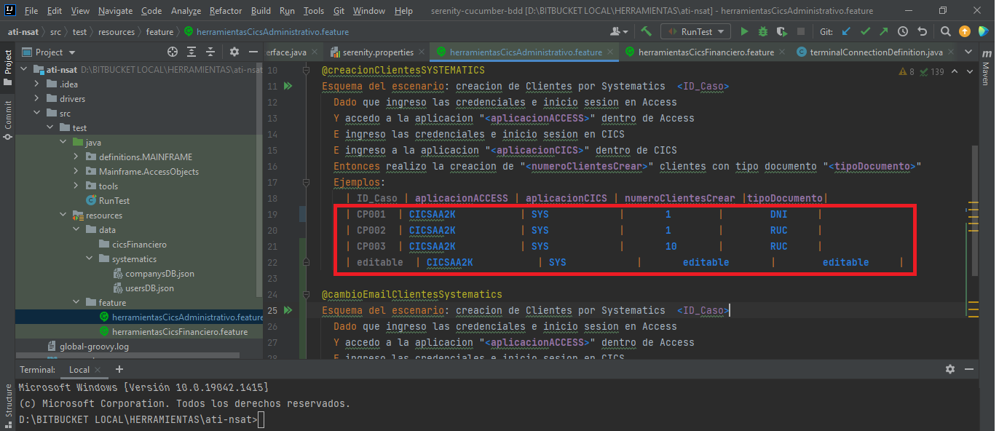 File Edit View Navigate Code Analyze Refactor Build Run Tools Git Window Help serenity-cucumber-bdd [D:\BITBUCKET LOCAL\HERRAMIENTAS\ati-nsat] - herramientasCicsAdministrativo.feature
ati-nsat src test resources feature herramientasCicsAdministrativo.feature RunTest Git:
Project
Commit
Structure
Maven
Project
erface.java serenity.properties herramientasCicsAdministrativo.feature herramientasCicsFinanciero.feature terminalConnectionDefinition.java
ati-nsat D:\BITBUCKET LOCAL\HERRAMIENTAS\ati-nsat
.idea
drivers
src
test
java
definitions.MAINFRAME
Mainframe.AccessObjects
tools
RunTest
resources
data
cicsFinanciero
systematics
companysDB.json
usersDB.json
feature
herramientasCicsAdministrativo.feature
herramientasCicsFinanciero.feature
global-groovy.log
8 139
10 @creacionClientesSYSTEMATICS
11 Esquema del escenario: creacion de Clientes por Systematics <ID_Caso>
12 Dado que ingreso las credenciales e inicio sesion en Access
13 Y accedo a la aplicacion "<aplicacionACCESS>" dentro de Access
14 E ingreso las credenciales e inicio sesion en CICS
15 E ingreso a la aplicacion "<aplicacionCICS>" dentro de CICS
16 Entonces realizo la creacion de "<numeroClientesCrear>" clientes con tipo documento "<tipoDocumento>"
17 Ejemplos:
18 | ID_Caso | aplicacionACCESS | aplicacionCICS | numeroClientesCrear |tipoDocumento|
19 | CP001 | CICSAA2K | SYS | 1 | DNI |
20 | CP002 | CICSAA2K | SYS | 1 | RUC |
21 | CP003 | CICSAA2K | SYS | 10 | RUC |
22 | editable | CICSAA2K | SYS | editable | editable |
23
24 @cambioEmailClientesSystematics
25 Esquema del escenario: creacion de Clientes por Systematics <ID_Caso>
26 Dado que ingreso las credenciales e inicio sesion en Access
27 Y accedo a la aplicacion "<aplicacionACCESS>" dentro de Access
28 E ingreso las credenciales e inicio sesion en CICS
Terminal: Local
Microsoft Windows [Versión 10.0.19042.1415]
(c) Microsoft Corporation. Todos los derechos reservados.
D:\BITBUCKET LOCAL\HERRAMIENTAS\ati-nsat>